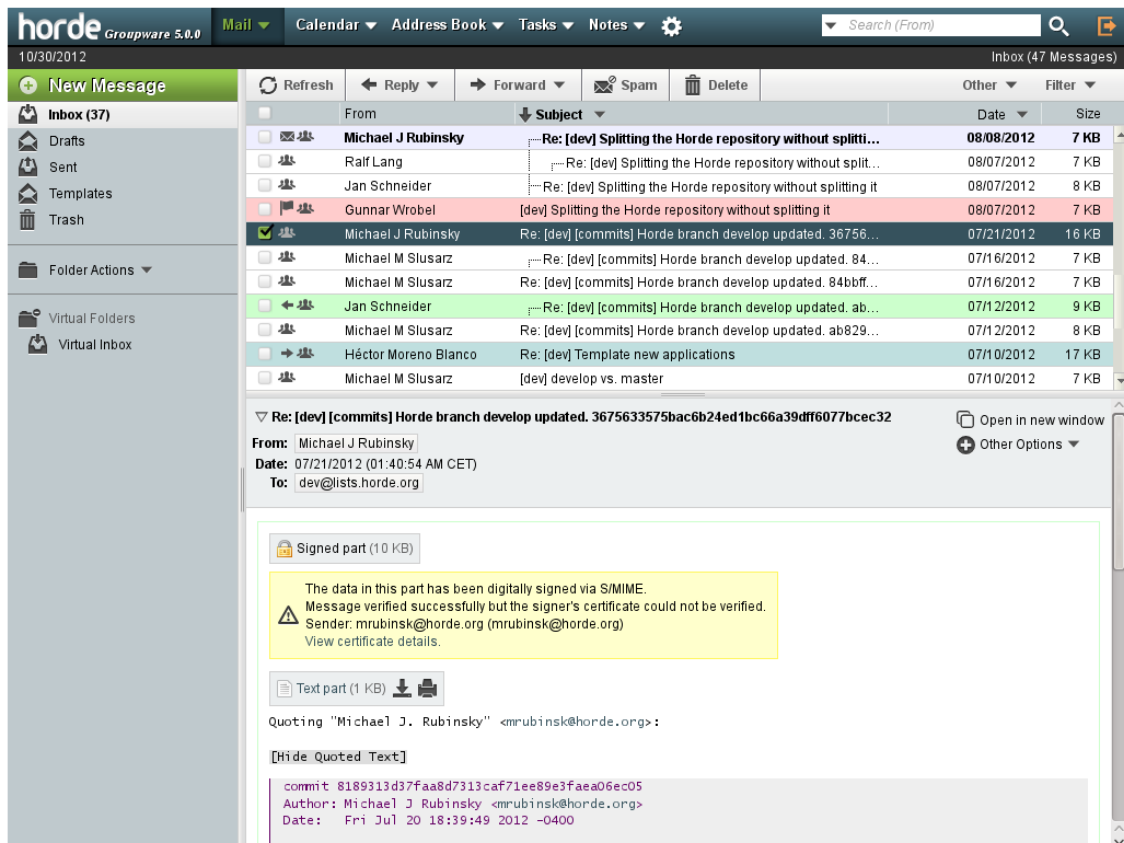 horde Groupware 5.0.0 Mail Calendar Address Book Tasks Notes Search (From)
10/30/2012 Inbox (47 Messages)
New Message Refresh Reply Forward Spam Delete Other Filter
Inbox (37)
Drafts
Sent
Templates
Trash
Folder Actions
Virtual Folders
Virtual Inbox
From Subject Date Size
Michael J Rubinsky Re: [dev] Splitting the Horde repository without splitti... 08/08/2012 7 KB
Ralf Lang Re: [dev] Splitting the Horde repository without split... 08/07/2012 7 KB
Jan Schneider Re: [dev] Splitting the Horde repository without splitting it 08/07/2012 8 KB
Gunnar Wrobel [dev] Splitting the Horde repository without splitting it 08/07/2012 7 KB
Michael J Rubinsky Re: [dev] [commits] Horde branch develop updated. 36756... 07/21/2012 16 KB
Michael M Slusarz Re: [dev] [commits] Horde branch develop updated. 84... 07/16/2012 7 KB
Michael M Slusarz Re: [dev] [commits] Horde branch develop updated. 84bbff... 07/16/2012 7 KB
Jan Schneider Re: [dev] [commits] Horde branch develop updated. ab... 07/12/2012 9 KB
Michael M Slusarz Re: [dev] [commits] Horde branch develop updated. ab829... 07/12/2012 8 KB
Héctor Moreno Blanco Re: [dev] Template new applications 07/10/2012 17 KB
Michael M Slusarz [dev] develop vs. master 07/10/2012 7 KB
Re: [dev] [commits] Horde branch develop updated. 3675633575bac6b24ed1bc66a39dff6077bcec32
Open in new window
Other Options
From: Michael J Rubinsky
Date: 07/21/2012 (01:40:54 AM CET)
To: dev@lists.horde.org
Signed part (10 KB)
The data in this part has been digitally signed via S/MIME.
Message verified successfully but the signer's certificate could not be verified.
Sender: mrubinsk@horde.org (mrubinsk@horde.org)
View certificate details.
Text part (1 KB)
Quoting "Michael J. Rubinsky" <mrubinsk@horde.org>:
[Hide Quoted Text]
commit 8189313d37faa8d7313caf71ee89e3faea06ec05
Author: Michael J Rubinsky <mrubinsk@horde.org>
Date: Fri Jul 20 18:39:49 2012 -0400